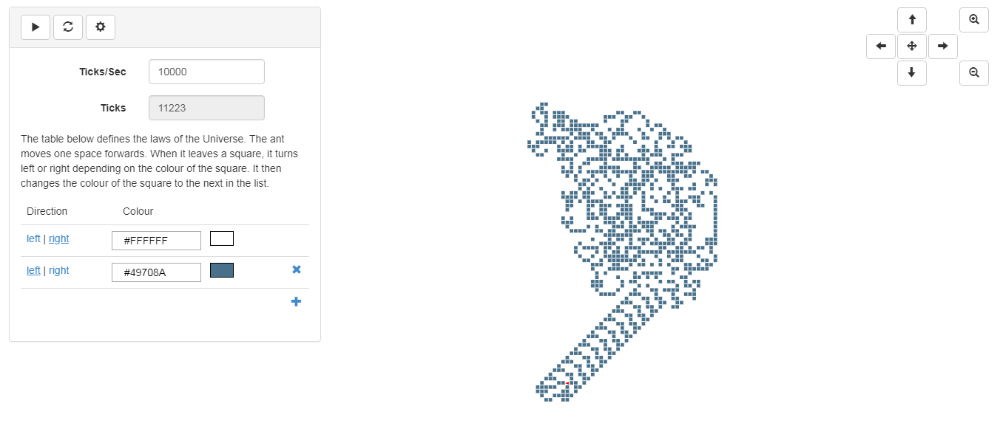 Ticks/Sec 10000
Ticks 11223
The table below defines the laws of the Universe. The ant
moves one space forwards. When it leaves a square, it turns
left or right depending on the colour of the square. It then
changes the colour of the square to the next in the list.
Direction Colour
left | right #FFFFFF
left | right #49708A